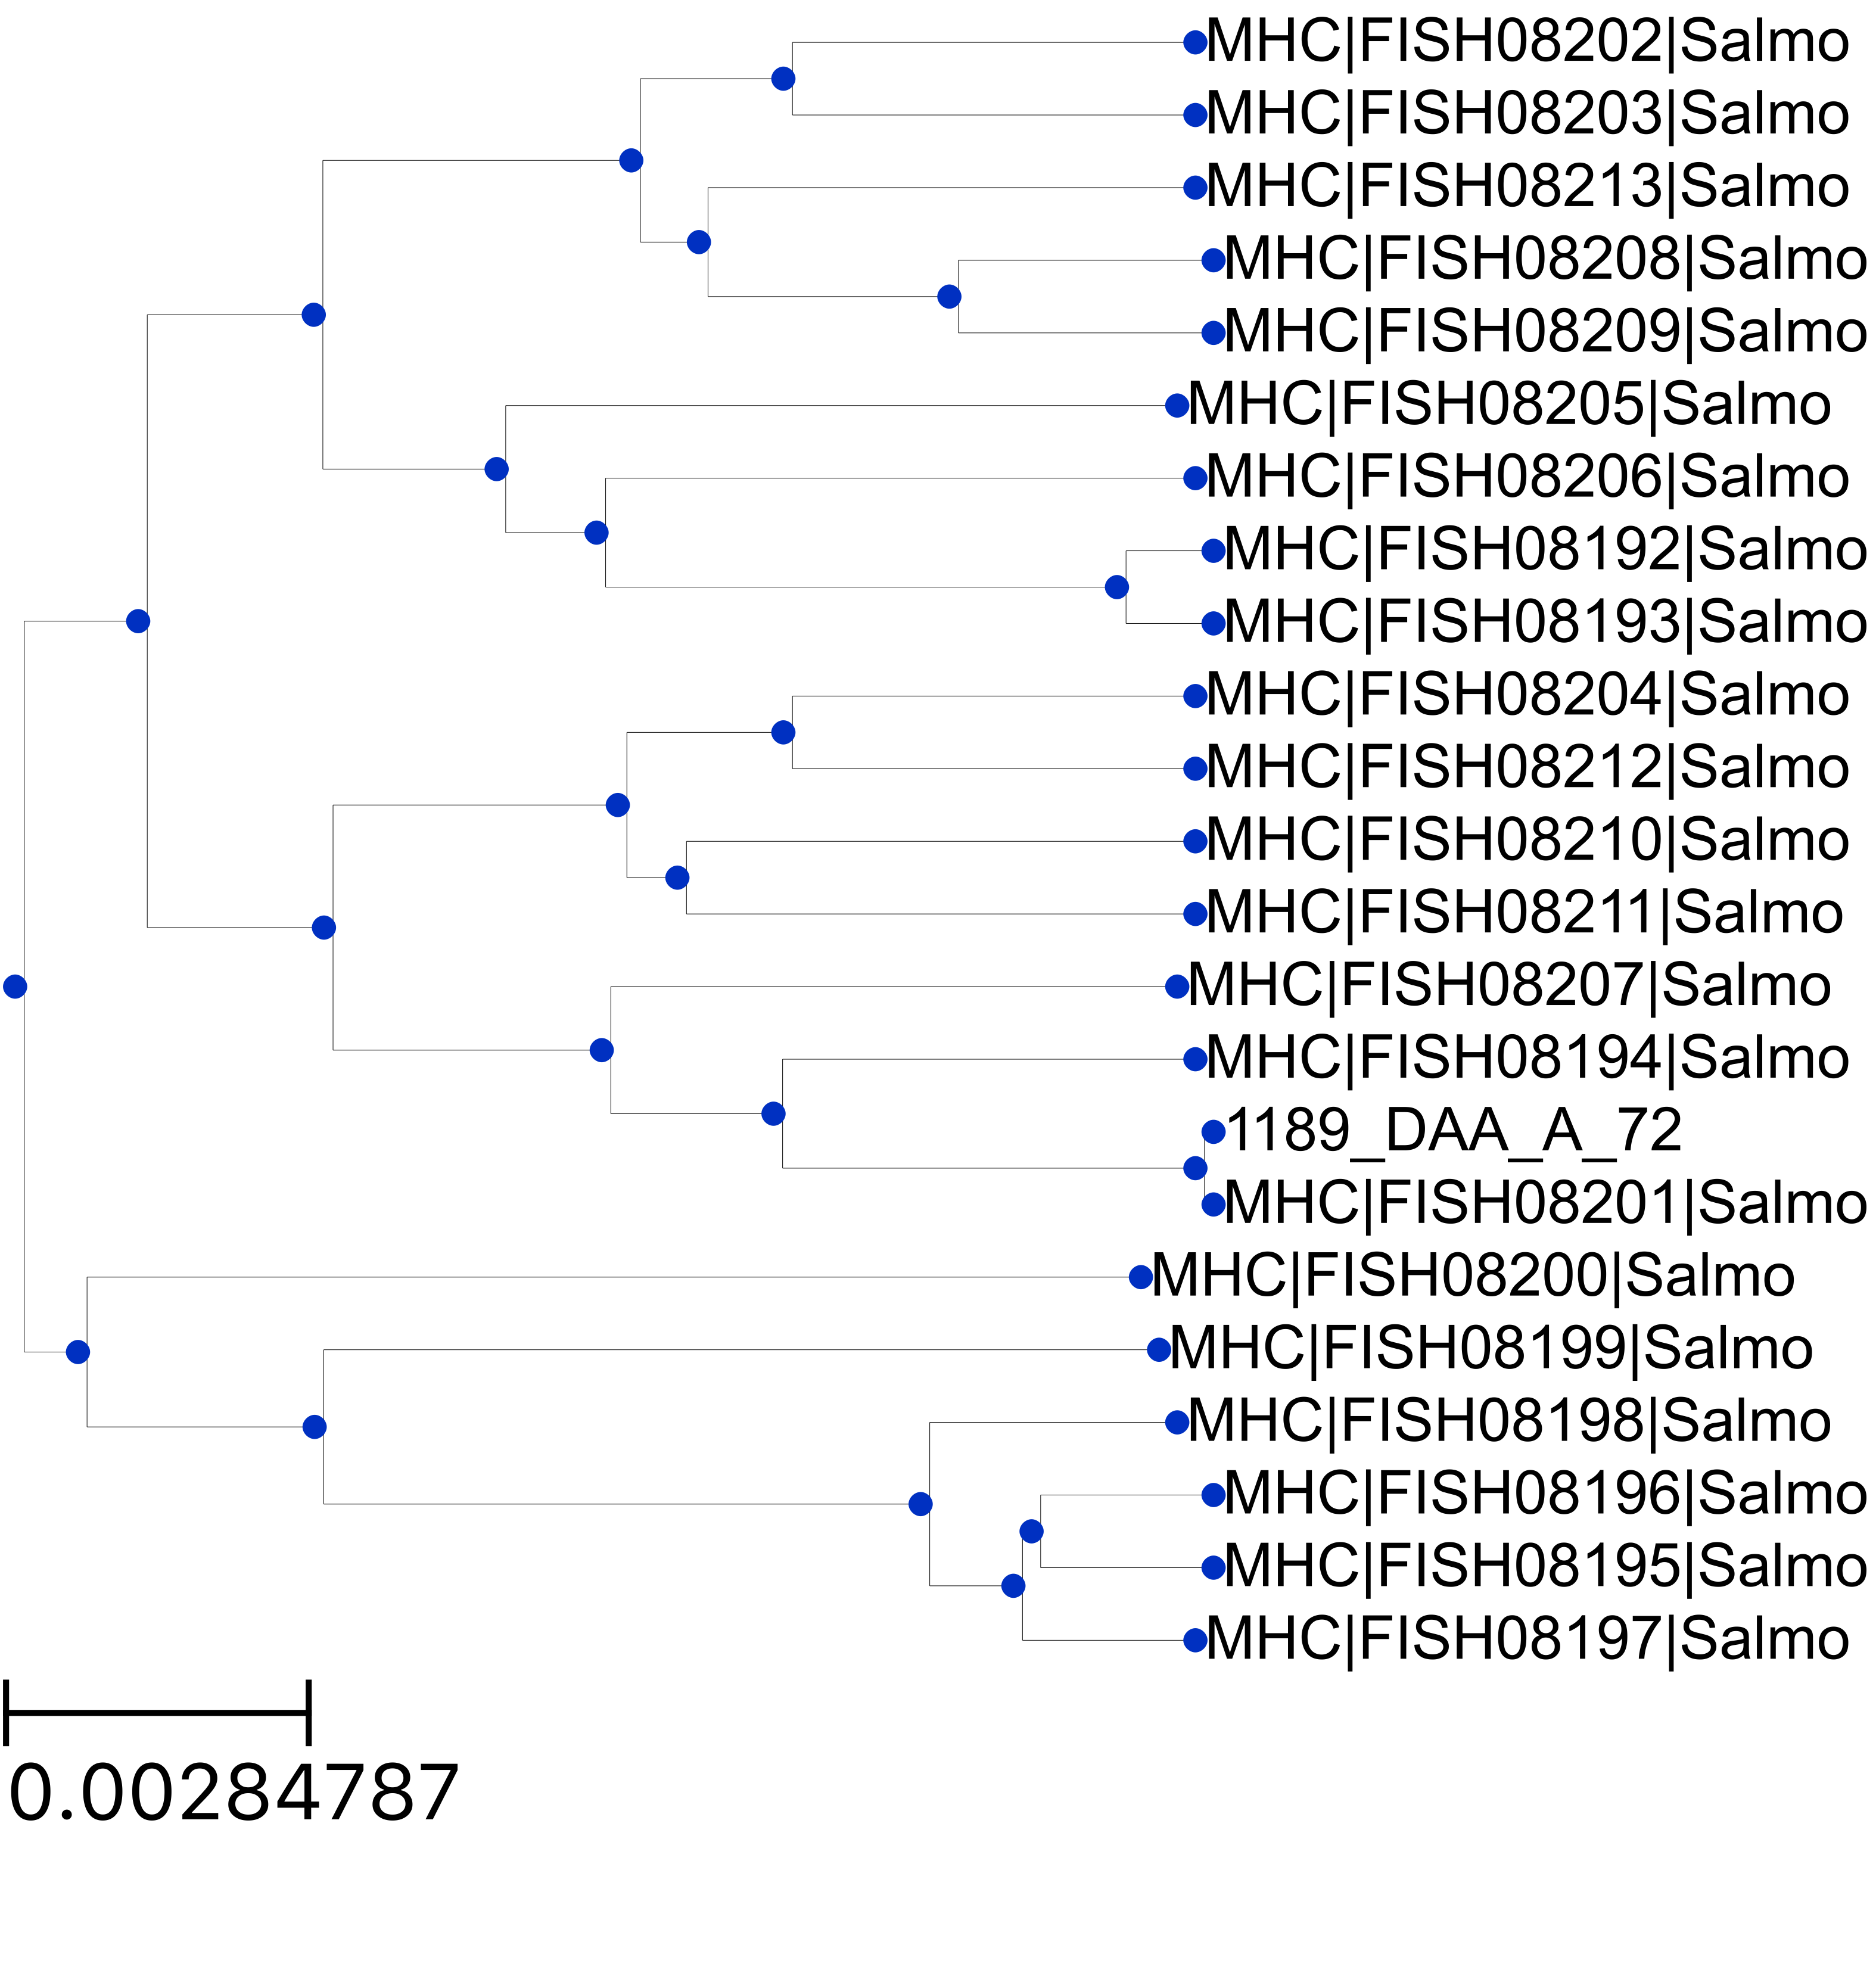 MHC|FISH08202|Salmo
MHC|FISH08203|Salmo
MHC|FISH08213|Salmo
MHC|FISH08208|Salmo
MHC|FISH08209|Salmo
MHC|FISH08205|Salmo
MHC|FISH08206|Salmo
MHC|FISH08192|Salmo
MHC|FISH08193|Salmo
MHC|FISH08204|Salmo
MHC|FISH08212|Salmo
MHC|FISH08210|Salmo
MHC|FISH08211|Salmo
MHC|FISH08207|Salmo
MHC|FISH08194|Salmo
1189_DAA_A_72
MHC|FISH08201|Salmo
MHC|FISH08200|Salmo
MHC|FISH08199|Salmo
MHC|FISH08198|Salmo
MHC|FISH08196|Salmo
MHC|FISH08195|Salmo
MHC|FISH08197|Salmo
0.00284787